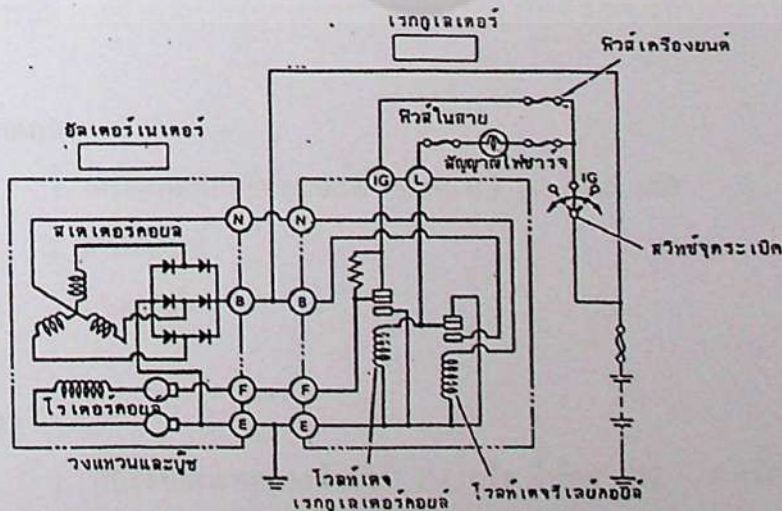 เรกกูเลเตอร์
ฟิวส์เครื่องยนต์
อัลเตอร์เนเตอร์
ฟิวส์ในสาย
สัญญาณไฟชาร์จ
IG
L
IG
N
N
สเตเตอร์คอยล์
สวิทช์จุดระเบิด
B
B
F
F
โรเตอร์คอยล์
E
E
วงแหวนและบู๊ช
โวลท์เตจ
เรกกูเลเตอร์คอยล์
โวลท์เตจรีเลย์คอยล์